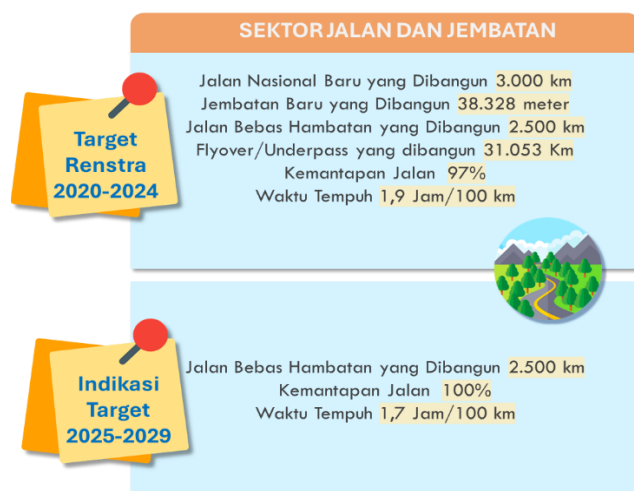 SEKTOR JALAN DAN JEMBATAN
Target
Renstra
2020-2024
Jalan Nasional Baru yang Dibangun 3.000 km
Jembatan Baru yang Dibangun 38.328 meter
Jalan Bebas Hambatan yang Dibangun 2.500 km
Flyover/Underpass yang dibangun 31.053 Km
Kemantapan Jalan 97%
Waktu Tempuh 1,9 Jam/100 km
Indikasi
Target
2025-2029
Jalan Bebas Hambatan yang Dibangun 2.500 km
Kemantapan Jalan 100%
Waktu Tempuh 1,7 Jam/100 km